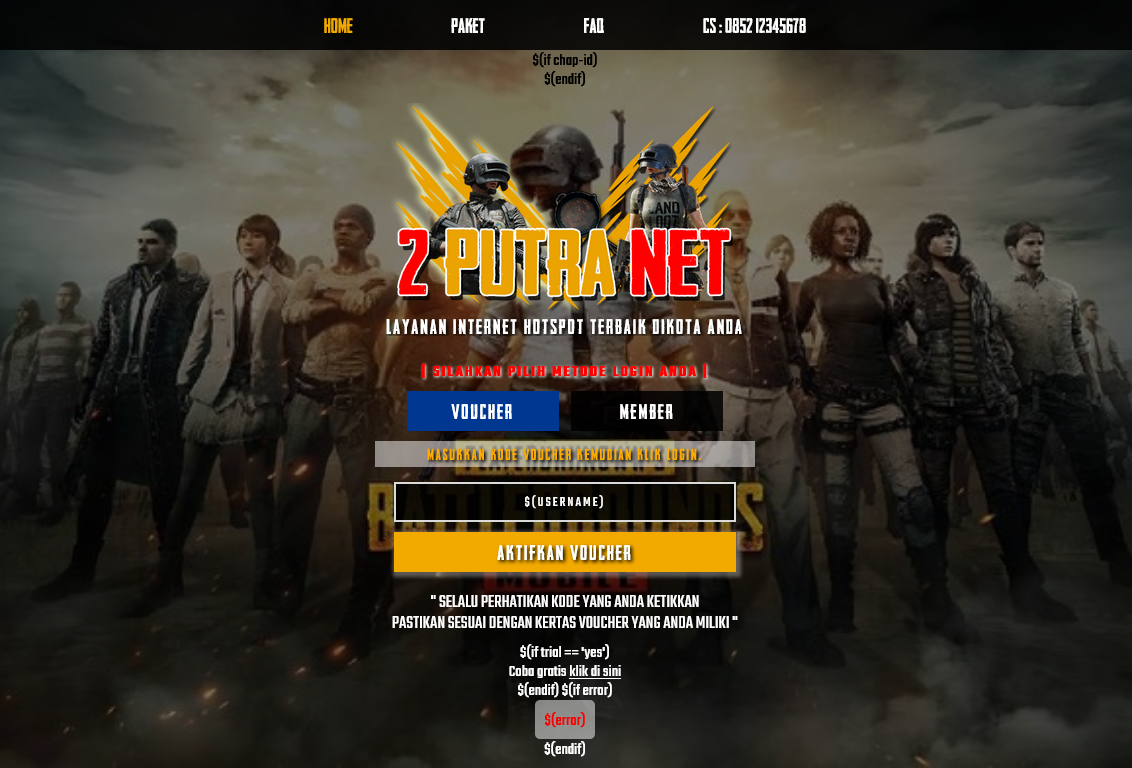 HOME PAKET FAQ CS : 0852 12345678
$(if chap-id)
$(endif)
LAND
2 PUTRA NET
LAYANAN INTERNET HOTSPOT TERBAIK DIKOTA ANDA
| SILAHKAN PILIH METODE LOGIN ANDA |
VOUCHER MEMBER
MASUKKAN KODE VOUCHER KEMUDIAN KLIK LOGIN.
BATTLEGROUNDS
$(USERNAME)
AKTIFKAN VOUCHER
MOBILE
" SELALU PERHATIKAN KODE YANG ANDA KETIKKAN
PASTIKAN SESUAI DENGAN KERTAS VOUCHER YANG ANDA MILIKI "
$(if trial == 'yes')
Coba gratis klik di sini
$(endif) $(if error)
$(error)
$(endif)